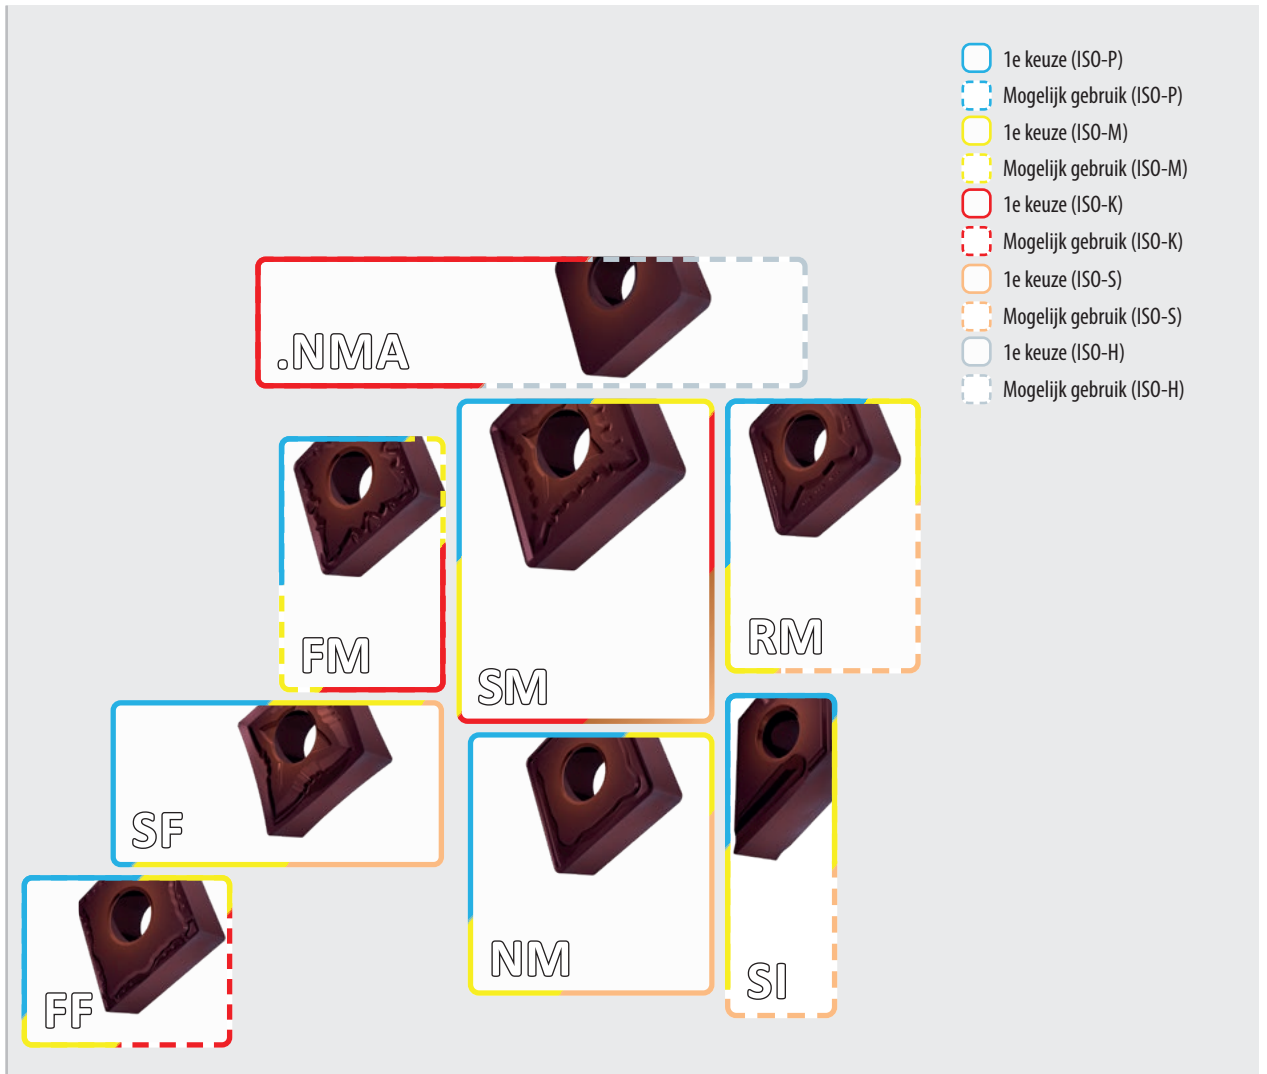 1e keuze (ISO-P)
Mogelijk gebruik (ISO-P)
1e keuze (ISO-M)
Mogelijk gebruik (ISO-M)
1e keuze (ISO-K)
Mogelijk gebruik (ISO-K)
1e keuze (ISO-S)
Mogelijk gebruik (ISO-S)
1e keuze (ISO-H)
Mogelijk gebruik (ISO-H)
.NMA
FM
SM
RM
SF
NM
SI
FF